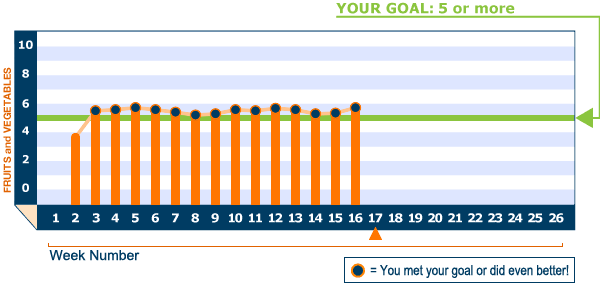 YOUR GOAL: 5 or more
FRUITS and VEGETABLES
10
8
6
4
2
0
1 2 3 4 5 6 7 8 9 10 11 12 13 14 15 16 17 18 19 20 21 22 23 24 25 26
Week Number
= You met your goal or did even better!